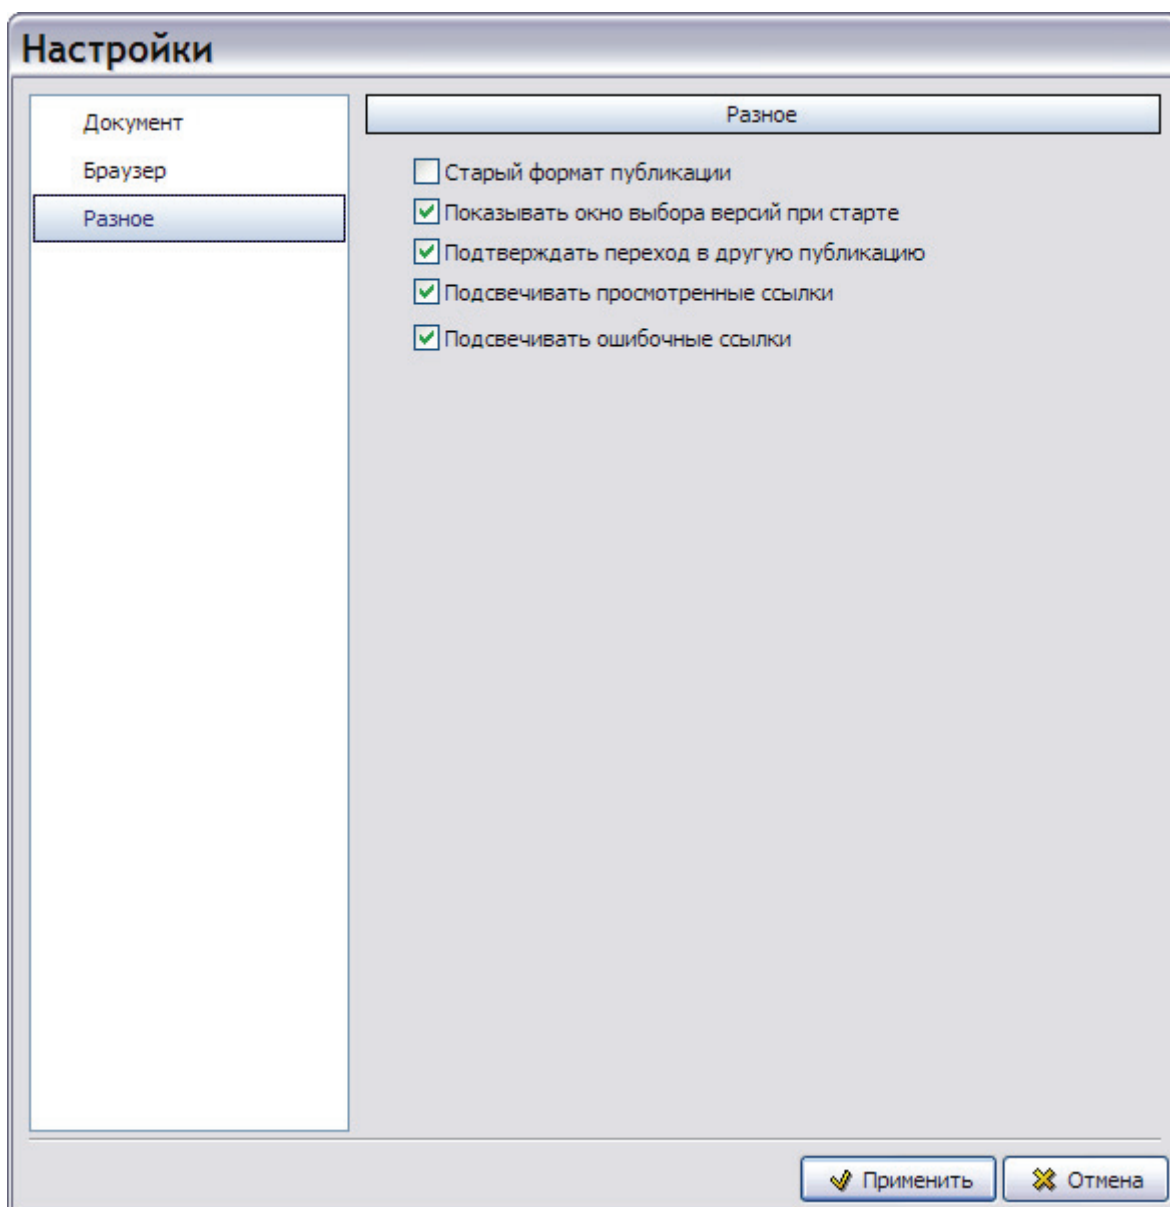 Настройки
Документ
Браузер
Разное
Разное
Старый формат публикации
Показывать окно выбора версий при старте
Подтверждать переход в другую публикацию
Подсвечивать просмотренные ссылки
Подсвечивать ошибочные ссылки
Применить
Отмена